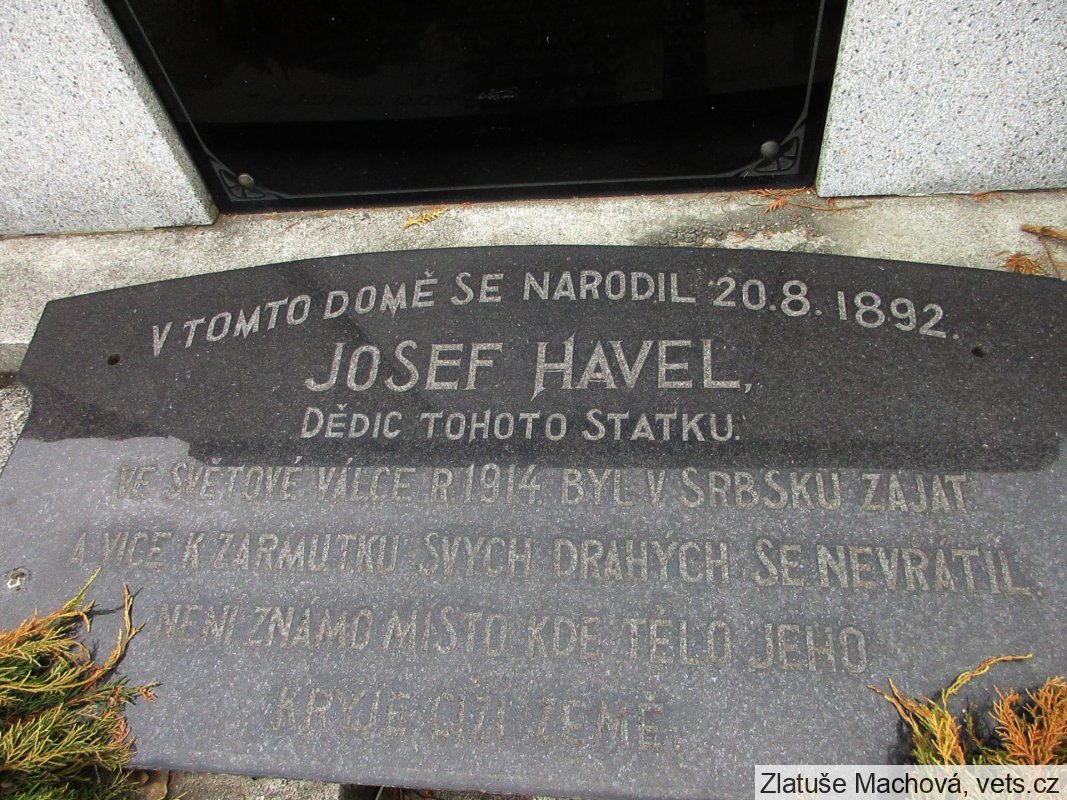 V TOMTO DOMĚ SE NARODIL 20.8.1892.
JOSEF HAVEL,
DĚDIC TOHOTO STATKU.
VE SVĚTOVÉ VÁLCE R.1914 BYL V SRBSKU ZAJAT
A VÍCE K ZÁRMUTKU SVÝCH DRAHÝCH SE NEVRÁTIL.
NENÍ ZNÁMO MÍSTO KDE TĚLO JEHO
KRYJE CIZÍ ZEMĚ.
Zlatuše Machová, vets.cz